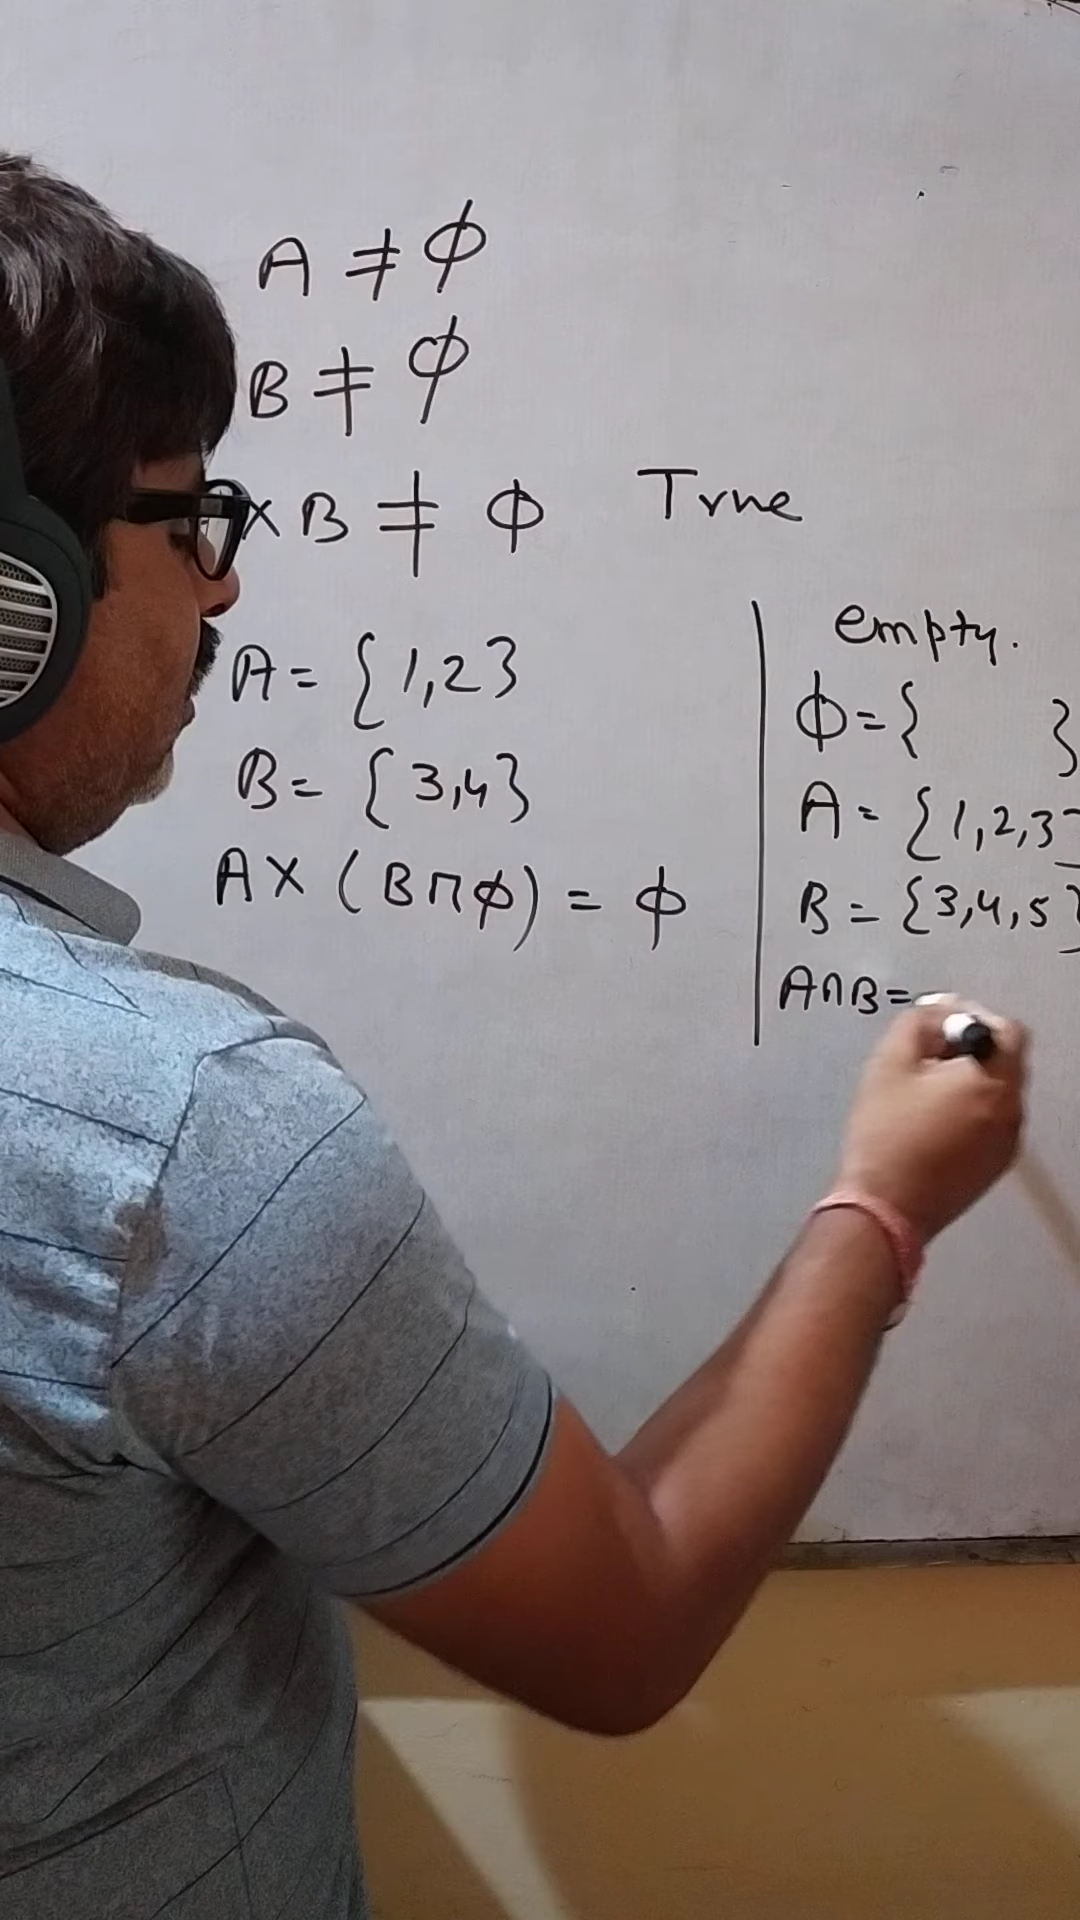 A ≠ ϕ
B ≠ ϕ
× B ≠ ϕ True
A = {1,2}
B = {3,4}
A × (B ∩ ϕ) = ϕ
empty.
ϕ = { }
A = {1,2,3}
B = {3,4,5}
A∩B =